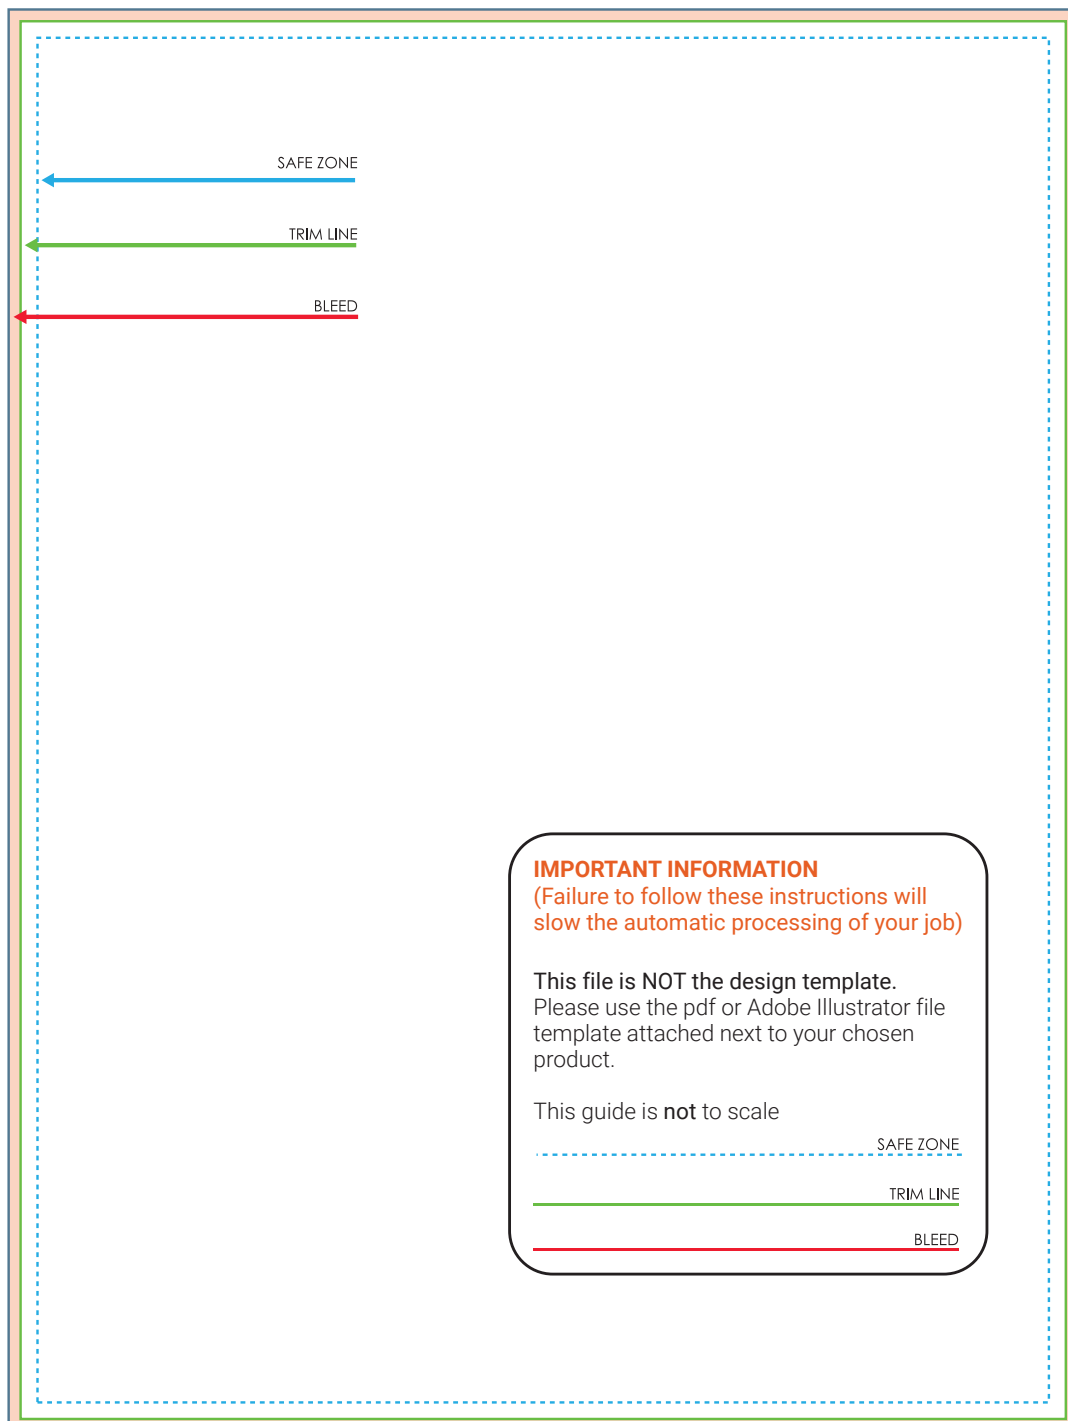 SAFE ZONE
TRIM LINE
BLEED
IMPORTANT INFORMATION
(Failure to follow these instructions will
slow the automatic processing of your job)
This file is NOT the design template.
Please use the pdf or Adobe Illustrator file
template attached next to your chosen
product.
This guide is not to scale
SAFE ZONE
TRIM LINE
BLEED